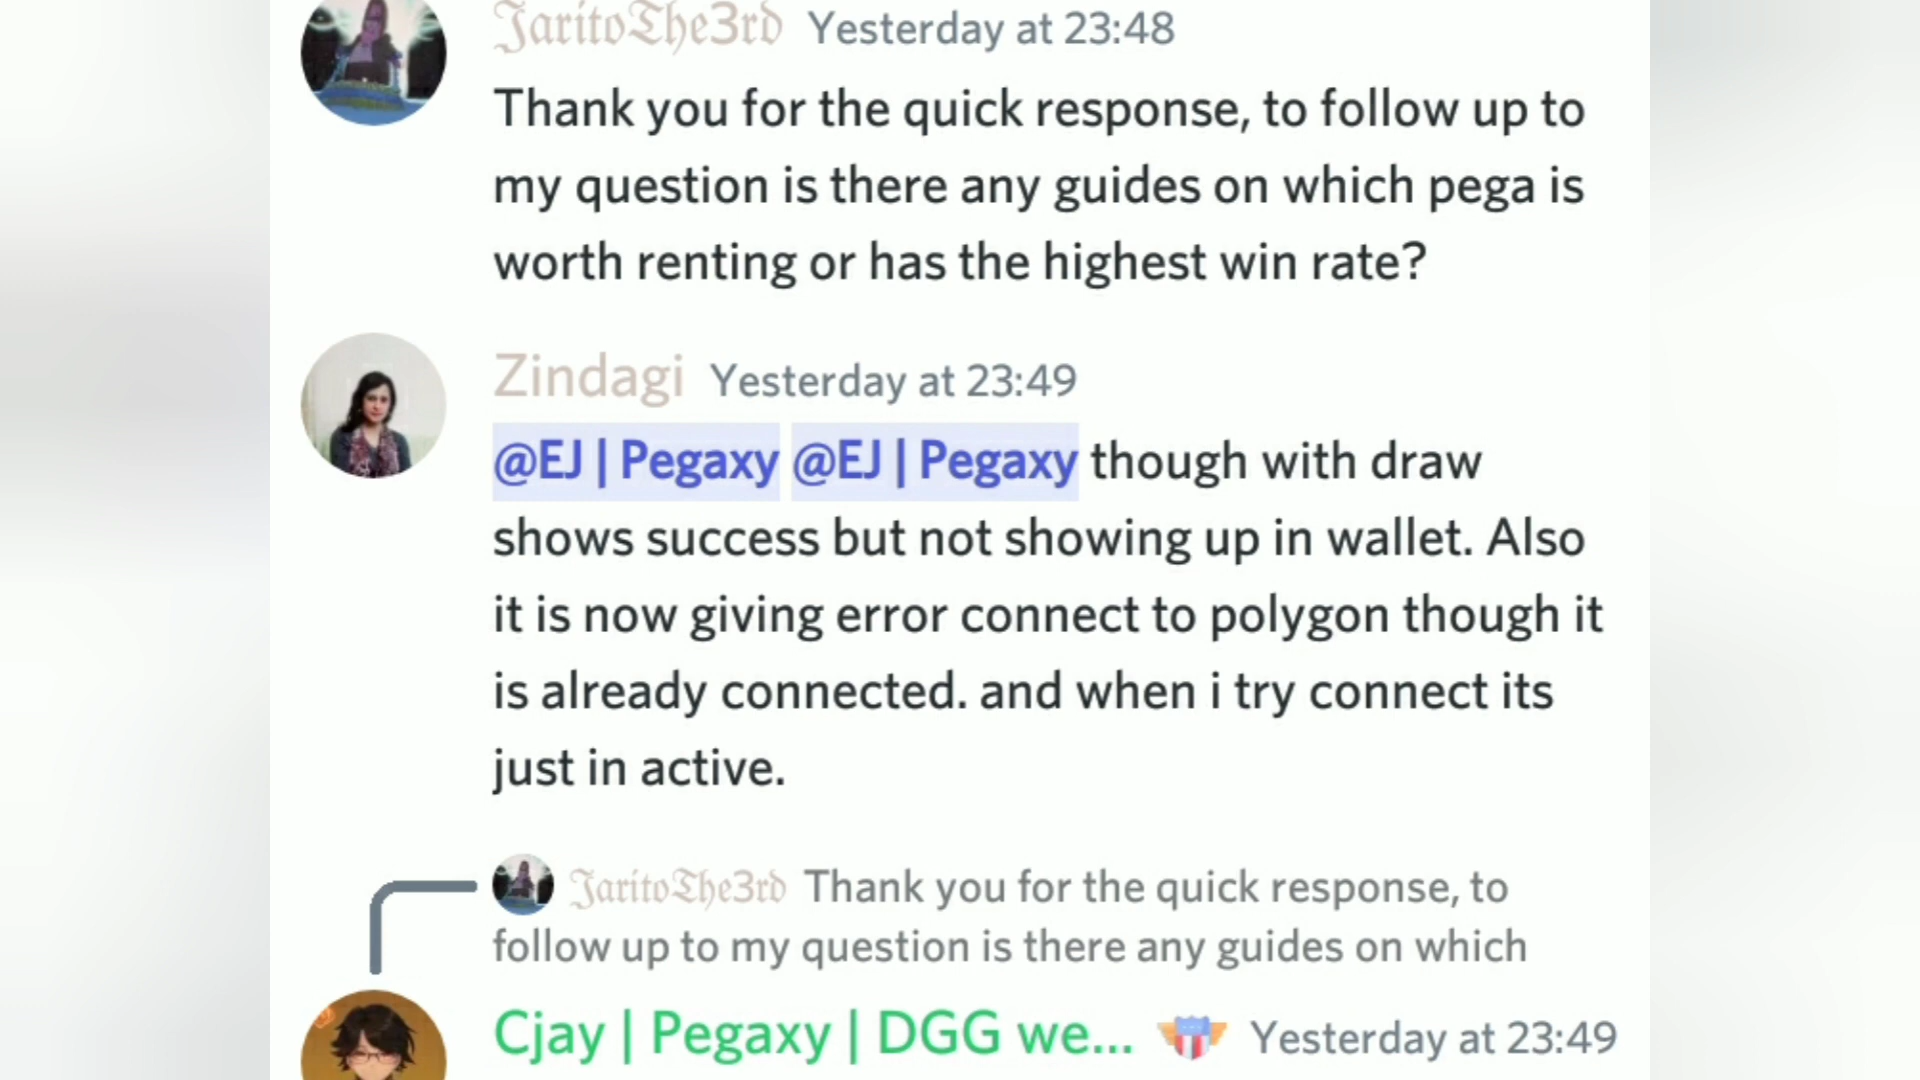 JaritoThe3rd Yesterday at 23:48
Thank you for the quick response, to follow up to
my question is there any guides on which pega is
worth renting or has the highest win rate?
Zindagi Yesterday at 23:49
@EJ | Pegaxy @EJ | Pegaxy though with draw
shows success but not showing up in wallet. Also
it is now giving error connect to polygon though it
is already connected. and when i try connect its
just in active.
JaritoThe3rd Thank you for the quick response, to
follow up to my question is there any guides on which
Cjay | Pegaxy | DGG we... Yesterday at 23:49